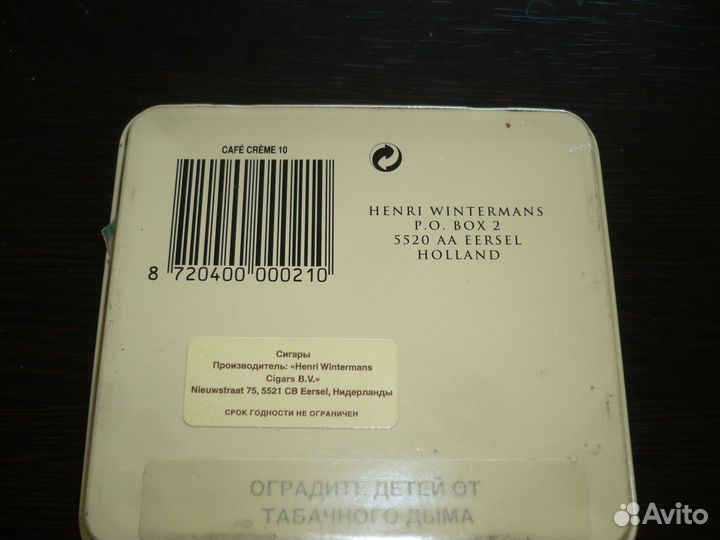 CAFÉ CRÈME 10
8 720400 000210
HENRI WINTERMANS
P.O. BOX 2
5520 AA EERSEL
HOLLAND
Сигары
Производитель: «Henri Wintermans
Cigars B.V.»
Nieuwstraat 75, 5521 CB Eersel, Нидерланды
СРОК ГОДНОСТИ НЕ ОГРАНИЧЕН
ОГРАДИТЕ ДЕТЕЙ ОТ
ТАБАЧНОГО ДЫМА
Avito